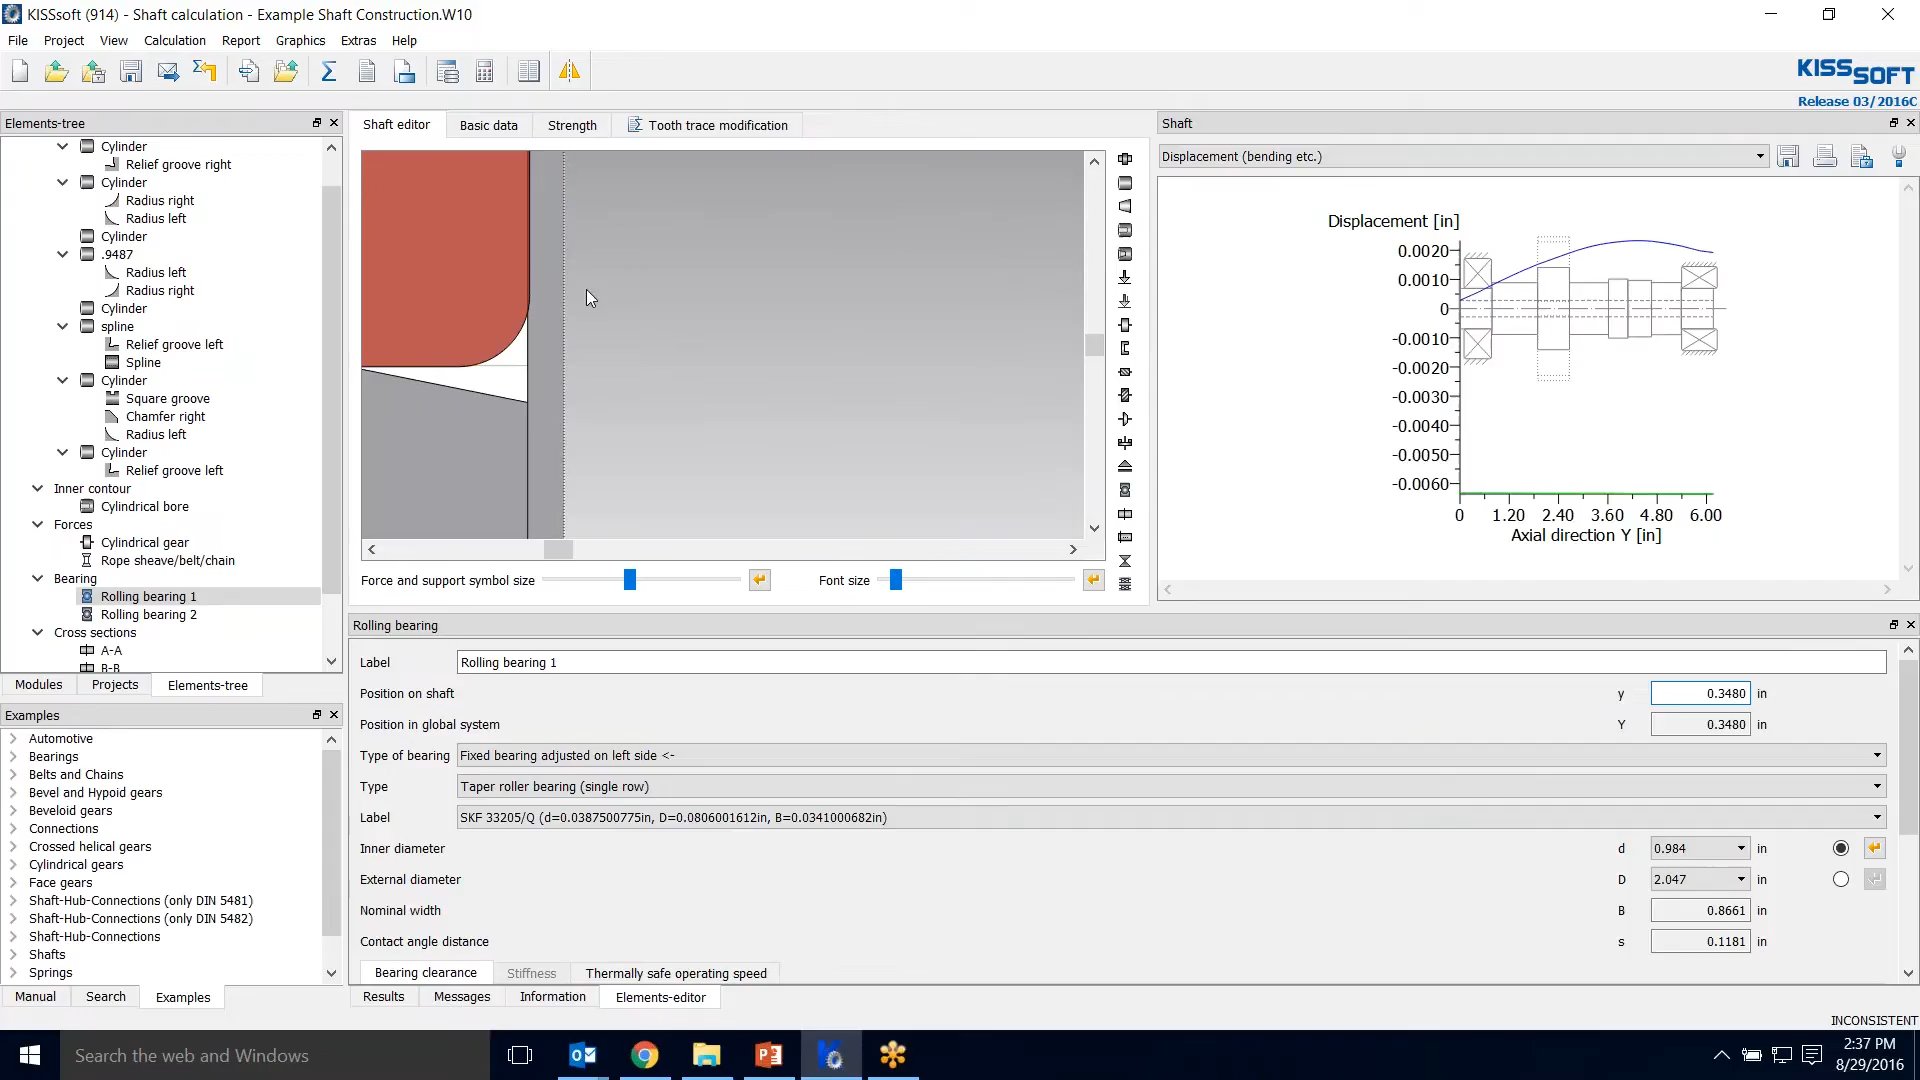 KISSsoft (914) - Shaft calculation - Example Shaft Construction.W10
File Project View Calculation Report Graphics Extras Help
KISSSOFT
Release 03/2016C
Elements-tree
Cylinder
Relief groove right
Cylinder
Radius right
Radius left
Cylinder
.9487
Radius left
Radius right
Cylinder
spline
Relief groove left
Spline
Cylinder
Square groove
Chamfer right
Radius left
Cylinder
Relief groove left
Inner contour
Cylindrical bore
Forces
Cylindrical gear
Rope sheave/belt/chain
Bearing
Rolling bearing 1
Rolling bearing 2
Cross sections
A-A
B-B
Modules Projects Elements-tree
Examples
Automotive
Bearings
Belts and Chains
Bevel and Hypoid gears
Beveloid gears
Connections
Crossed helical gears
Cylindrical gears
Face gears
Shaft-Hub-Connections (only DIN 5481)
Shaft-Hub-Connections (only DIN 5482)
Shaft-Hub-Connections
Shafts
Springs
Manual Search Examples
Shaft editor Basic data Strength Tooth trace modification
Force and support symbol size Font size
Shaft
Displacement (bending etc.)
Displacement [in]
0.0020
0.0010
0
-0.0010
-0.0020
-0.0030
-0.0040
-0.0050
-0.0060
0 1.20 2.40 3.60 4.80 6.00
Axial direction Y [in]
Rolling bearing
Label Rolling bearing 1
Position on shaft y 0.3480 in
Position in global system Y 0.3480 in
Type of bearing Fixed bearing adjusted on left side <-
Type Taper roller bearing (single row)
Label SKF 33205/Q (d=0.0387500775in, D=0.0806001612in, B=0.0341000682in)
Inner diameter d 0.984 in
External diameter D 2.047 in
Nominal width B 0.8661 in
Contact angle distance s 0.1181 in
Bearing clearance Stiffness Thermally safe operating speed
Results Messages Information Elements-editor
INCONSISTENT
Search the web and Windows
2:37 PM
8/29/2016